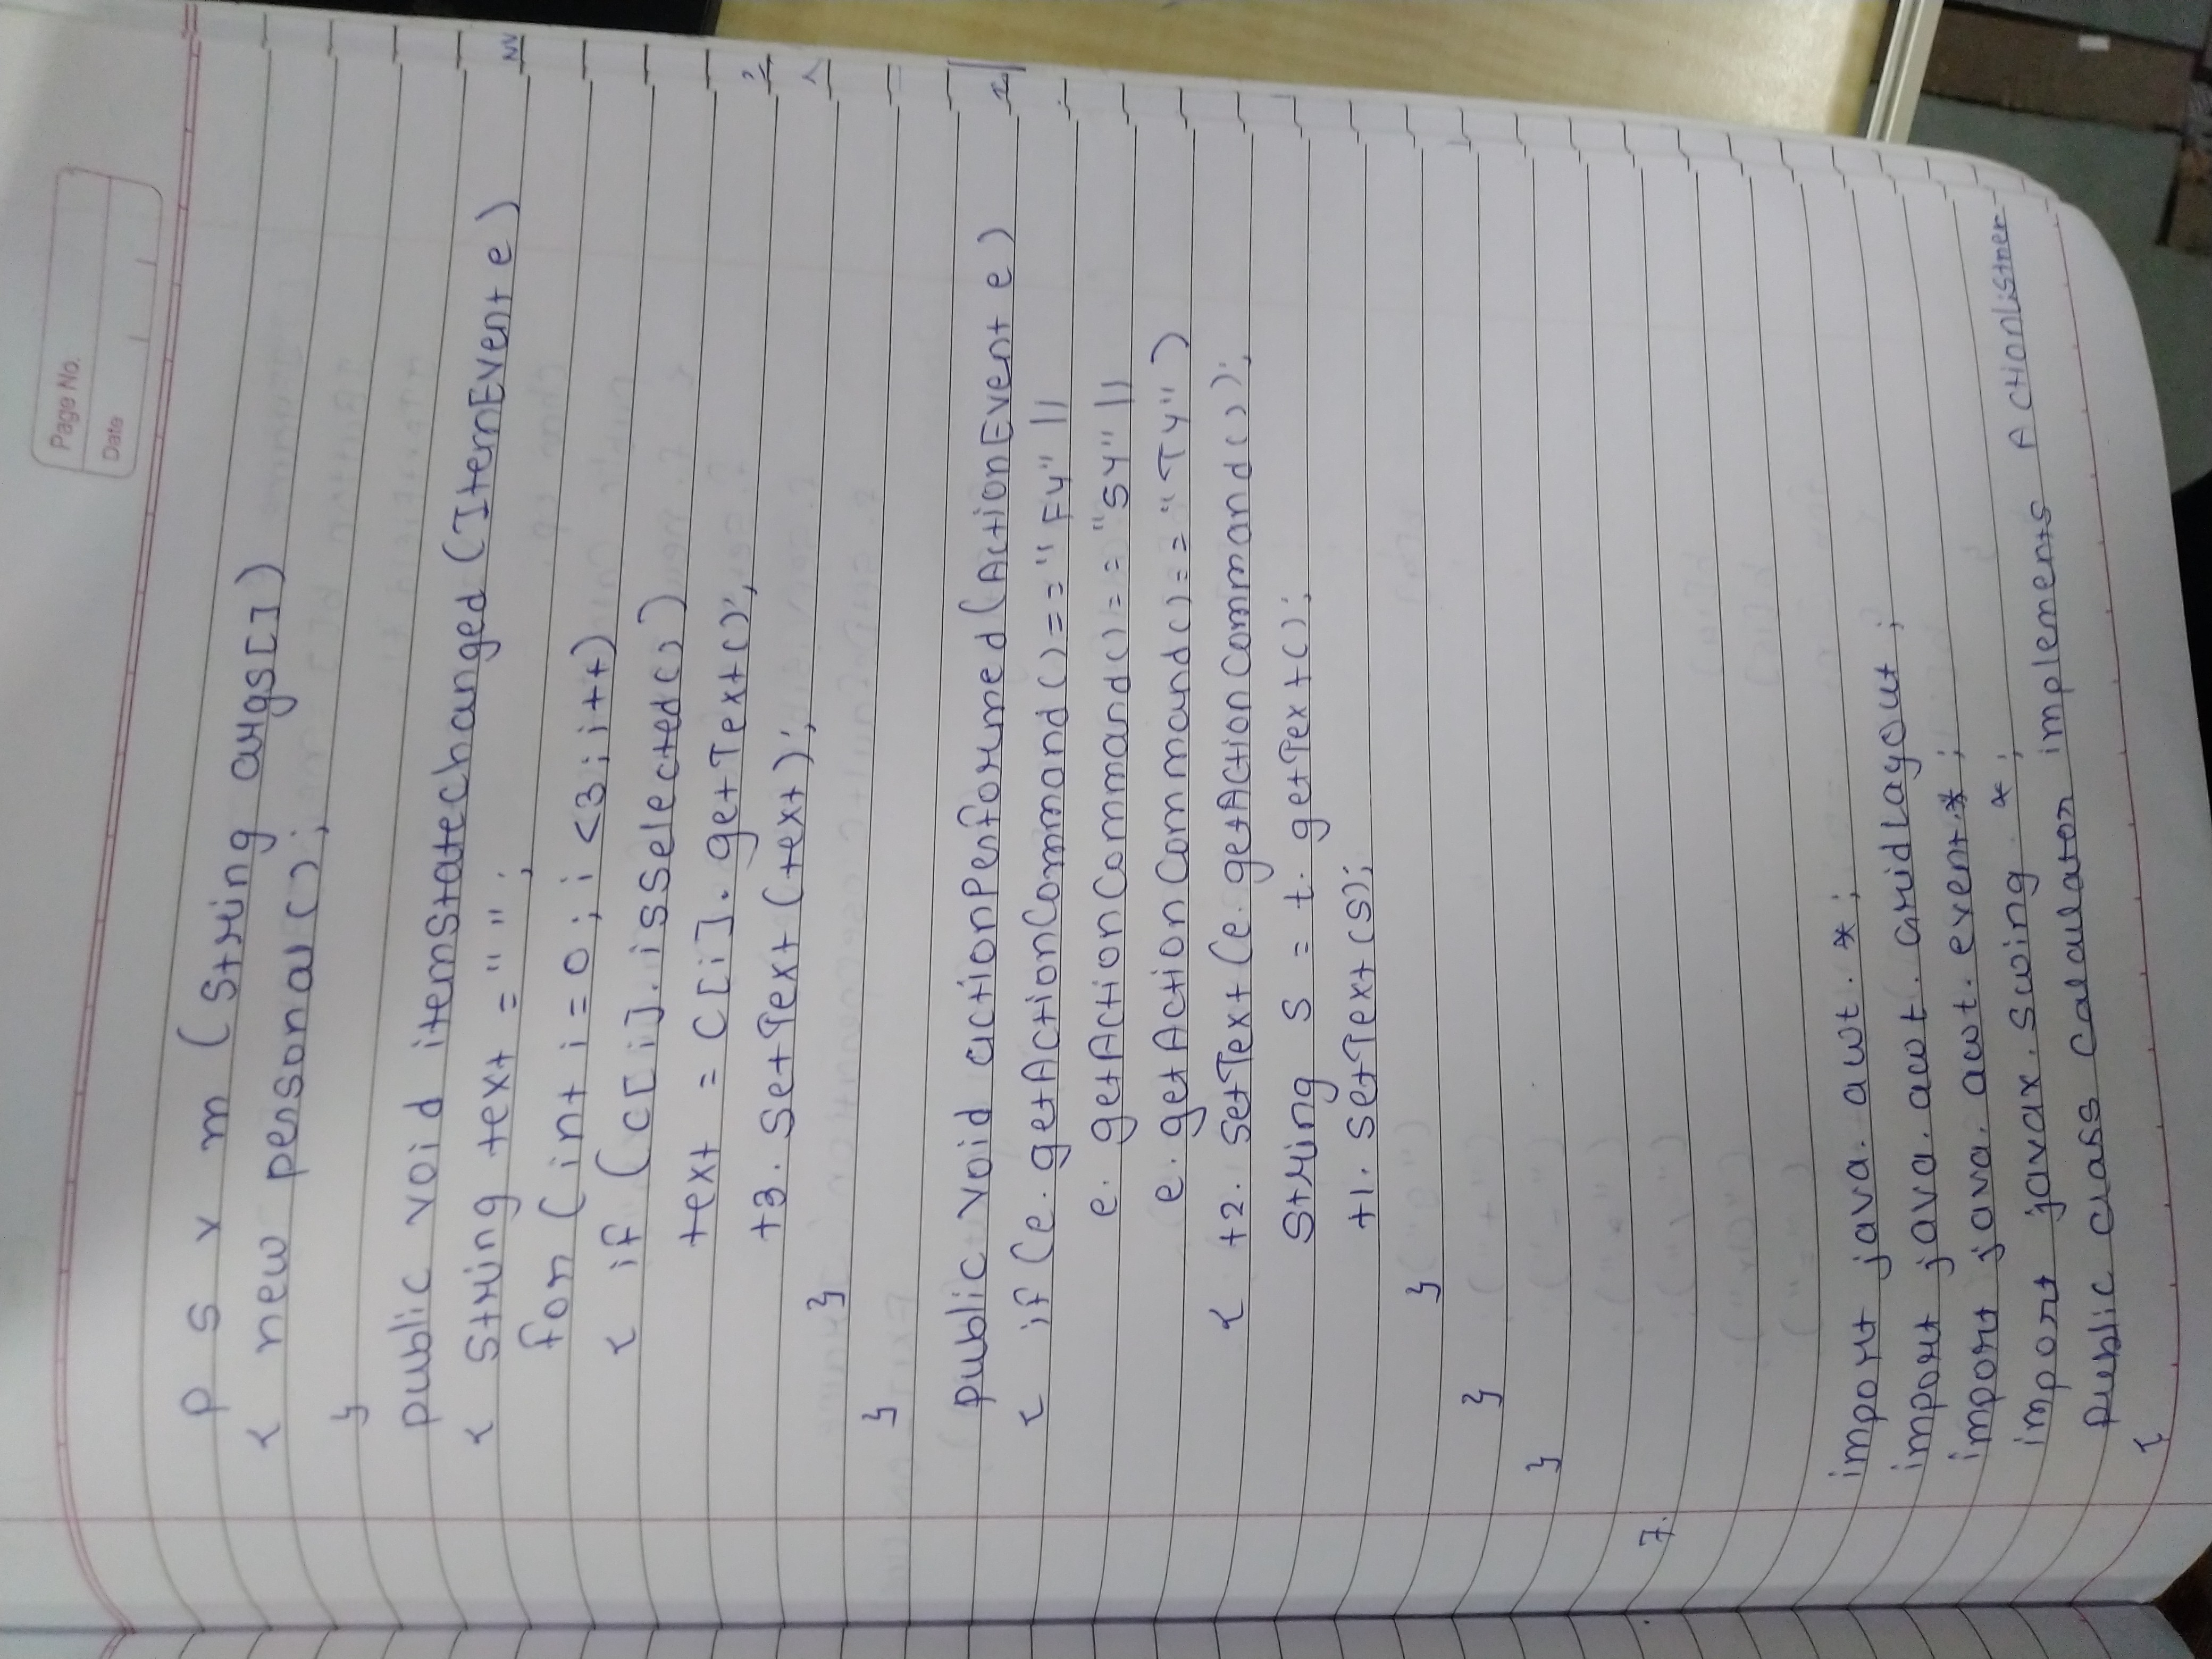 Page No.
Date
p s v m (String args[])
{ new personal();
}
public void itemStateChanged (ItemEvent e)
{ String text = " ";
for (int i = 0; i <3; i++)
{ if (c[i]. isSelected())
text = c[i]. getText();
t3. SetText (text);
}
}
public void actionPerformed (ActionEvent e)
{ if (e. getActionCommand () == "FY" ||
e. getActionCommand() == "SY" ||
e. getActionCommand() == "TY")
{ t2. SetText (e. getActionCommand());
String S = t. getText();
t1. SetText (S);
}
}
}
7.
import java. awt. *;
import java. awt. GridLayout;
import java. awt. event.*;
import javax. swing. *;
public class Calculator implements ActionListner
{